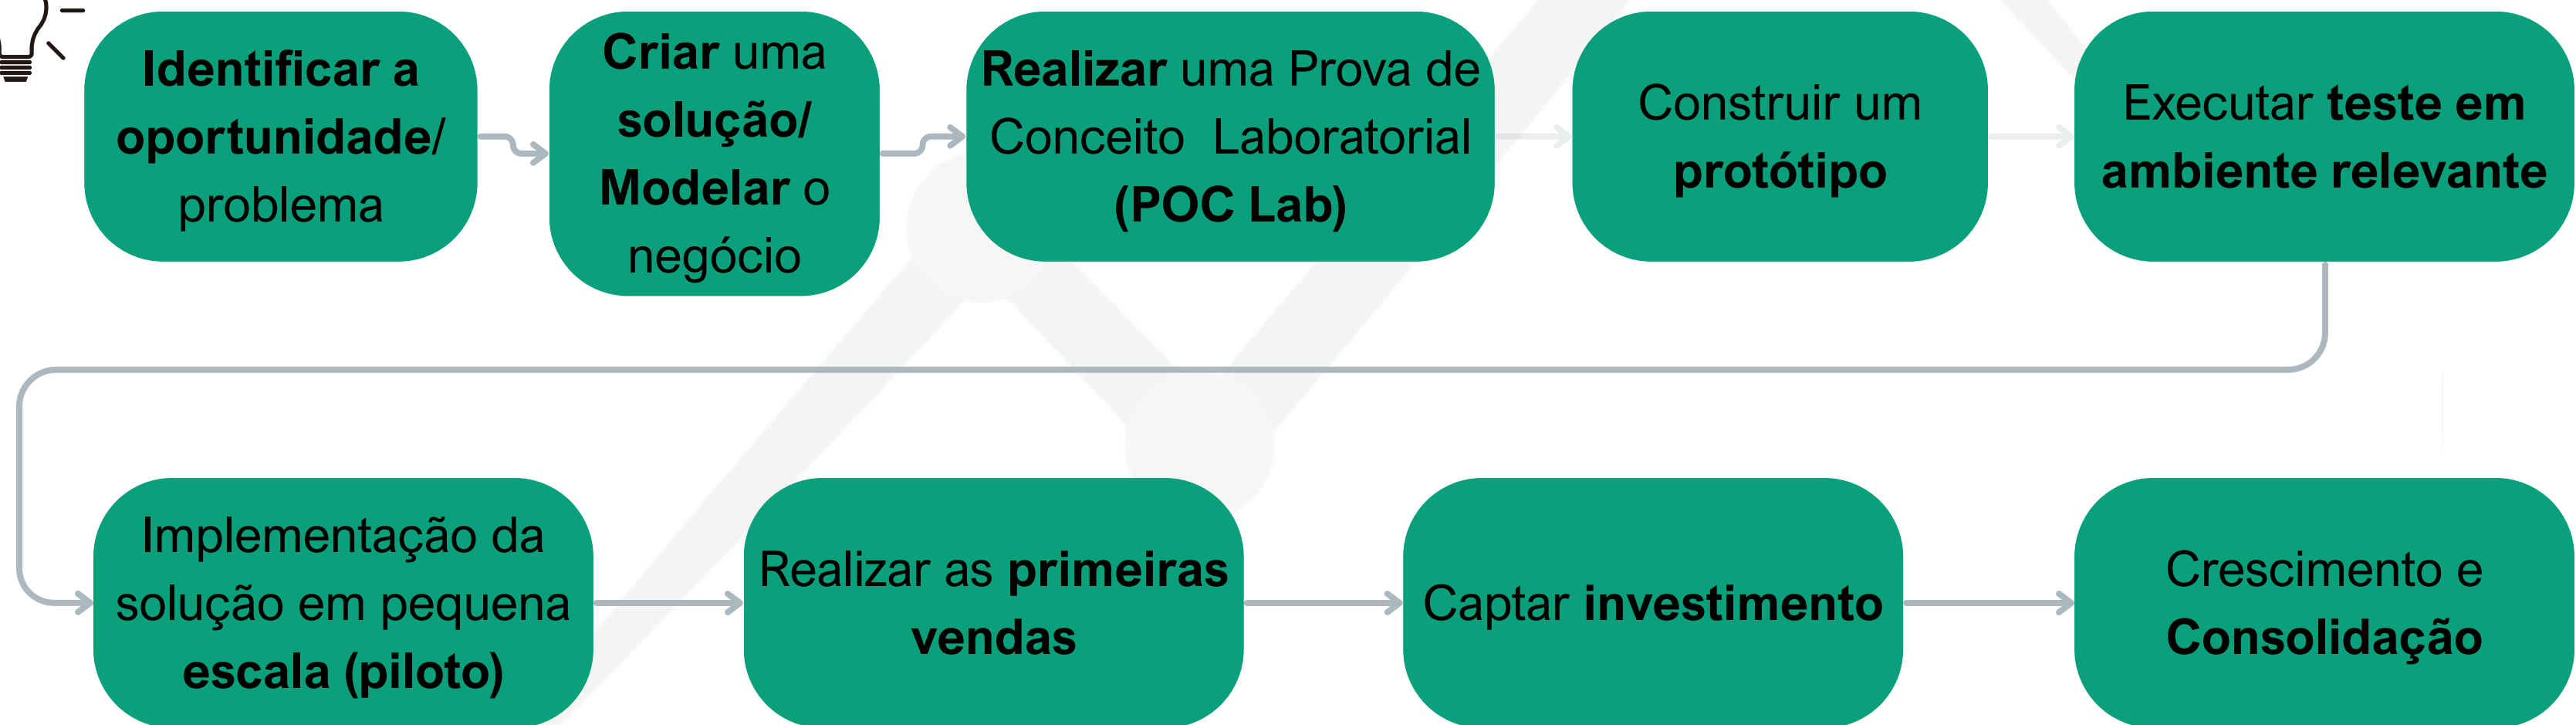 Identificar a
oportunidade/
problema
Criar uma
solução/
Modelar o
negócio
Realizar uma Prova de
Conceito Laboratorial
(POC Lab)
Construir um
protótipo
Executar teste em
ambiente relevante
Implementação da
solução em pequena
escala (piloto)
Realizar as primeiras
vendas
Captar investimento
Crescimento e
Consolidação